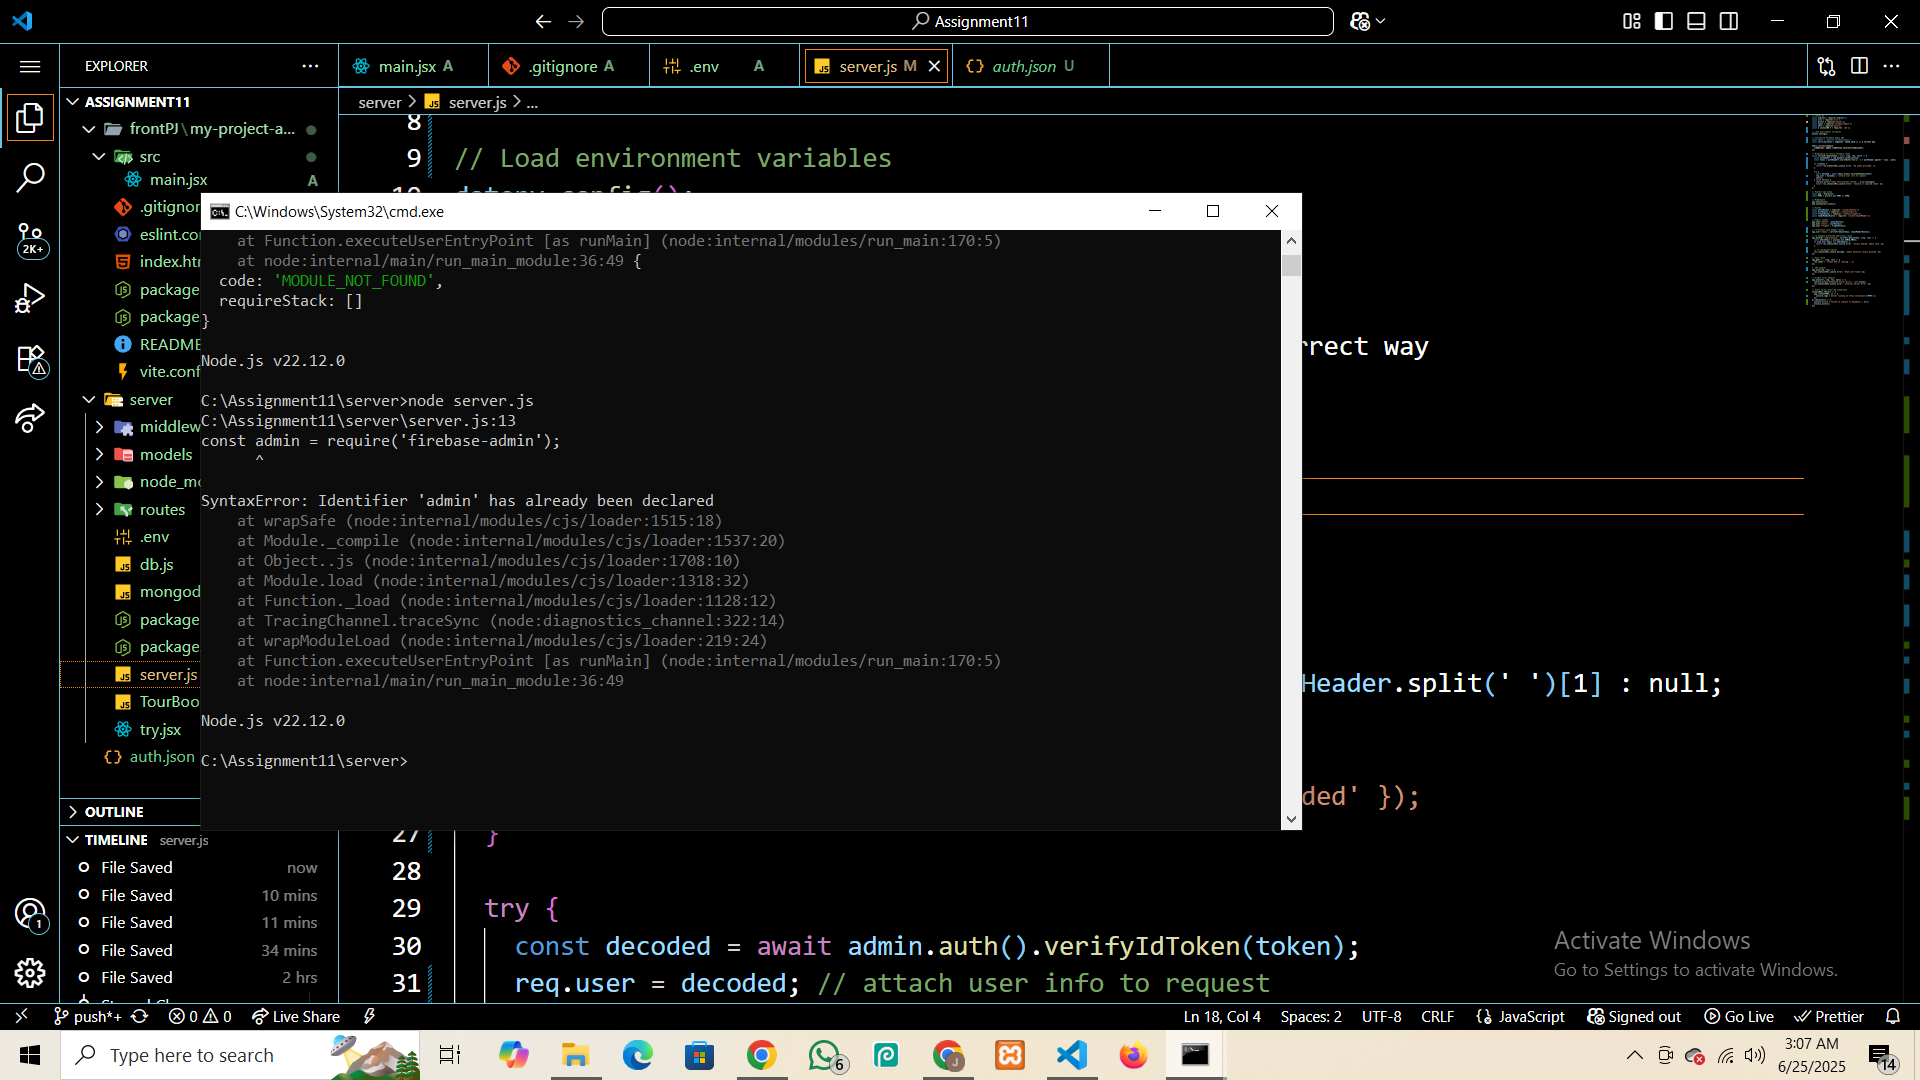 Assignment11
EXPLORER
main.jsx A
.gitignore A
.env A
server.js M
auth.json U
ASSIGNMENT11
server > server.js > ...
frontPJ\my-project-a...
src
main.jsx A
.gitignor
eslint.co
index.htm
package
package
README
vite.conf
server
middlew
models
node_mo
routes
.env
db.js
mongod
package
package
server.js
TourBoo
try.jsx
auth.json
OUTLINE
TIMELINE server.js
File Saved now
File Saved 10 mins
File Saved 11 mins
File Saved 34 mins
File Saved 2 hrs
2K+
1
8
9 // Load environment variables
rrect way
Header.split(' ')[1] : null;
ded' });
27 }
28
29 try {
30 const decoded = await admin.auth().verifyIdToken(token);
31 req.user = decoded; // attach user info to request
C:\Windows\System32\cmd.exe
at Function.executeUserEntryPoint [as runMain] (node:internal/modules/run_main:170:5)
at node:internal/main/run_main_module:36:49 {
code: 'MODULE_NOT_FOUND',
requireStack: []
}
Node.js v22.12.0
C:\Assignment11\server>node server.js
C:\Assignment11\server\server.js:13
const admin = require('firebase-admin');
^
SyntaxError: Identifier 'admin' has already been declared
at wrapSafe (node:internal/modules/cjs/loader:1515:18)
at Module._compile (node:internal/modules/cjs/loader:1537:20)
at Object..js (node:internal/modules/cjs/loader:1708:10)
at Module.load (node:internal/modules/cjs/loader:1318:32)
at Function._load (node:internal/modules/cjs/loader:1128:12)
at TracingChannel.traceSync (node:diagnostics_channel:322:14)
at wrapModuleLoad (node:internal/modules/cjs/loader:219:24)
at Function.executeUserEntryPoint [as runMain] (node:internal/modules/run_main:170:5)
at node:internal/main/run_main_module:36:49
Node.js v22.12.0
C:\Assignment11\server>
Activate Windows
Go to Settings to activate Windows.
push*+ 0 0 Live Share
Ln 18, Col 4 Spaces: 2 UTF-8 CRLF {} JavaScript Signed out Go Live Prettier
Type here to search
6
3:07 AM
6/25/2025
14